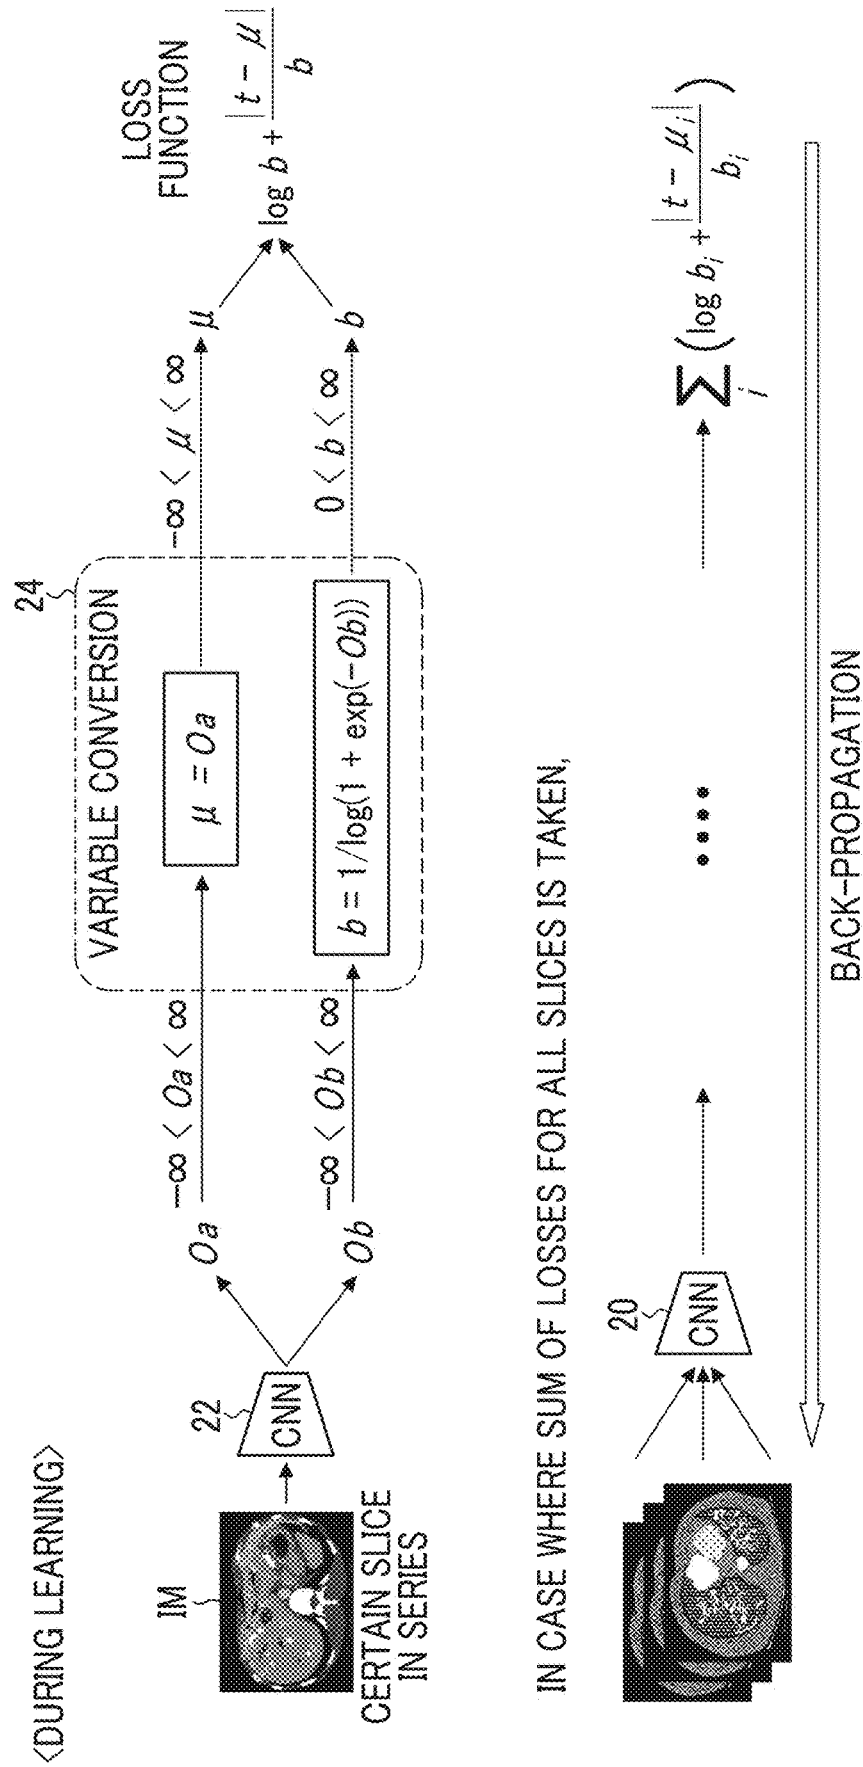 <DURING LEARNING>
IM
CERTAIN SLICE
IN SERIES
22
CNN
Oa
Ob
−∞ < Oa < ∞
−∞ < Ob < ∞
24
VARIABLE CONVERSION
μ = Oa
b = 1/log(1 + exp(−Ob))
−∞ < μ < ∞
0 < b < ∞
μ
b
LOSS
FUNCTION
log b + |t − μ| / b
IN CASE WHERE SUM OF LOSSES FOR ALL SLICES IS TAKEN,
20
CNN
••••
∑i (log bi + |t − μi| / bi)
BACK−PROPAGATION